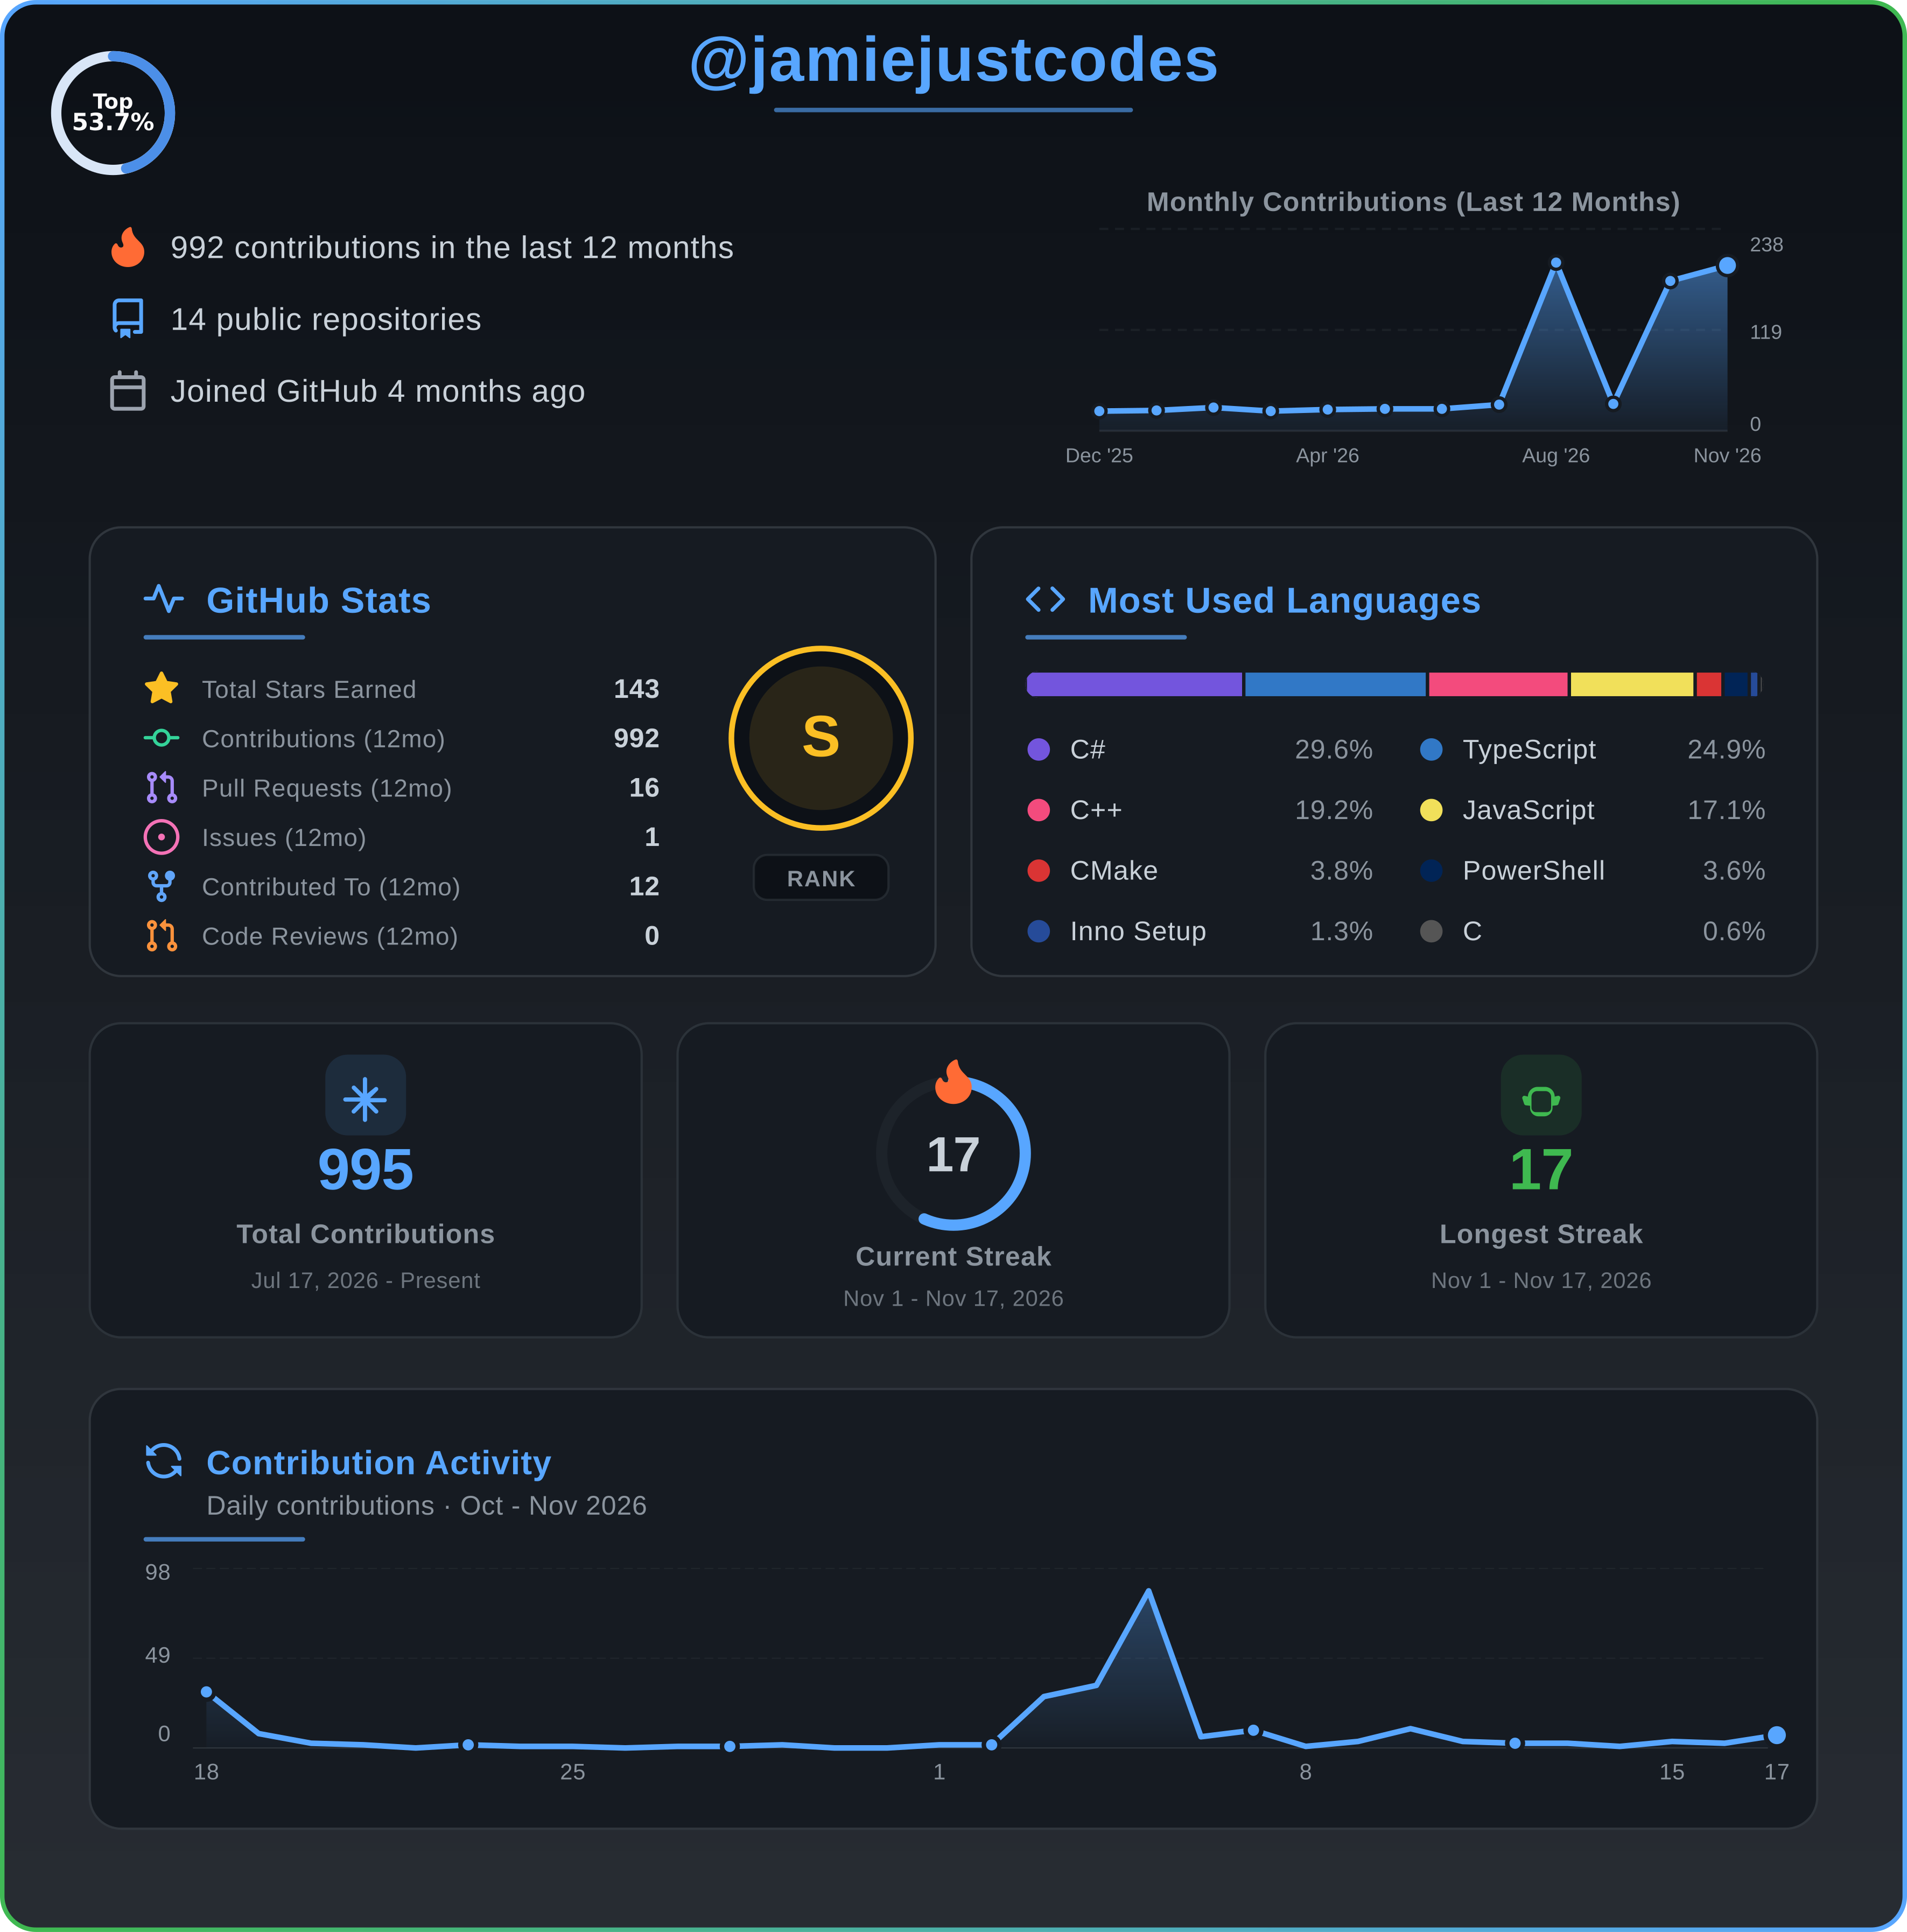 @jamiejustcodes
Top
53.7%
992 contributions in the last 12 months
14 public repositories
Joined GitHub 4 months ago
Monthly Contributions (Last 12 Months)
238
119
0
Dec '25 Apr '26 Aug '26 Nov '26
GitHub Stats
Total Stars Earned 143
Contributions (12mo) 992
Pull Requests (12mo) 16
Issues (12mo) 1
Contributed To (12mo) 12
Code Reviews (12mo) 0
S
RANK
Most Used Languages
C# 29.6% TypeScript 24.9%
C++ 19.2% JavaScript 17.1%
CMake 3.8% PowerShell 3.6%
Inno Setup 1.3% C 0.6%
995
Total Contributions
Jul 17, 2026 - Present
17
Current Streak
Nov 1 - Nov 17, 2026
17
Longest Streak
Nov 1 - Nov 17, 2026
Contribution Activity
Daily contributions · Oct - Nov 2026
98
49
0
18 25 1 8 15 17